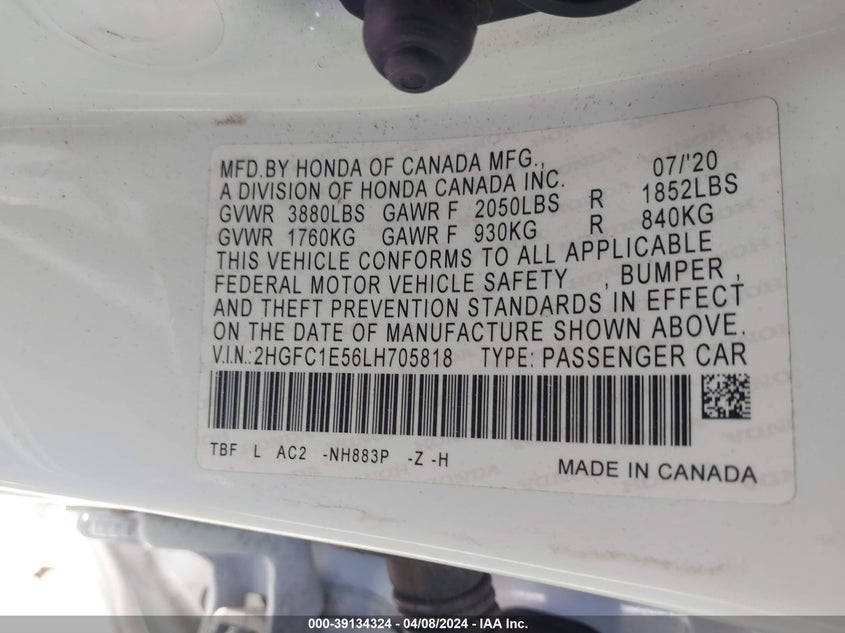 MFD.BY HONDA OF CANADA MFG., 07/'20
A DIVISION OF HONDA CANADA INC.
GVWR 3880LBS GAWR F 2050LBS R 1852LBS
GVWR 1760KG GAWR F 930KG R 840KG
THIS VEHICLE CONFORMS TO ALL APPLICABLE
FEDERAL MOTOR VEHICLE SAFETY , BUMPER ,
AND THEFT PREVENTION STANDARDS IN EFFECT
ON THE DATE OF MANUFACTURE SHOWN ABOVE.
V.I.N.:2HGFC1E56LH705818 TYPE: PASSENGER CAR
TBF L AC2 -NH883P -Z -H
MADE IN CANADA
000-39134324 | 04/08/2024 - IAA Inc.